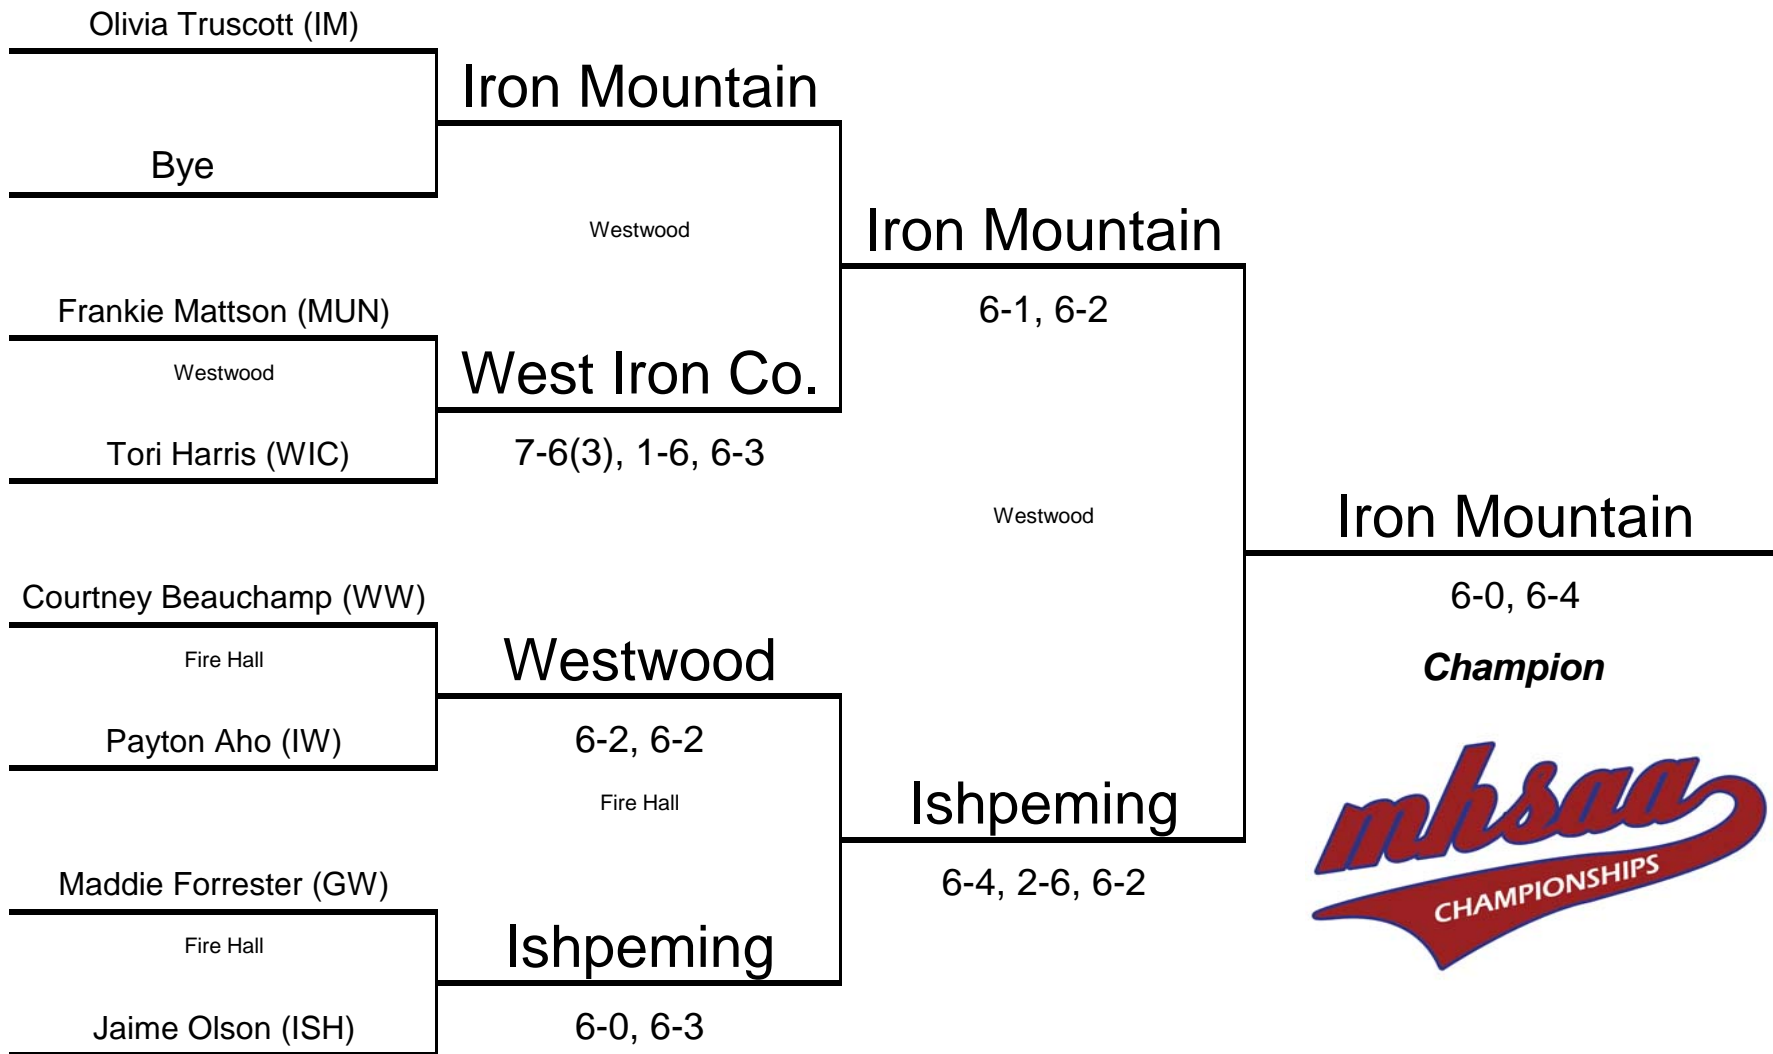 Olivia Truscott (IM)
Iron Mountain
Bye
Westwood
Iron Mountain
Frankie Mattson (MUN)
6-1, 6-2
Westwood
West Iron Co.
Tori Harris (WIC)
7-6(3), 1-6, 6-3
Westwood
Iron Mountain
Courtney Beauchamp (WW)
6-0, 6-4
Fire Hall
Westwood
Champion
Payton Aho (IW)
6-2, 6-2
Fire Hall
Ishpeming
mhsaa
CHAMPIONSHIPS
Maddie Forrester (GW)
6-4, 2-6, 6-2
Fire Hall
Ishpeming
Jaime Olson (ISH)
6-0, 6-3